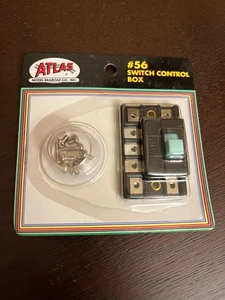 ATLAS
MODEL RAILROAD CO., INC.
#56
SWITCH CONTROL
BOX